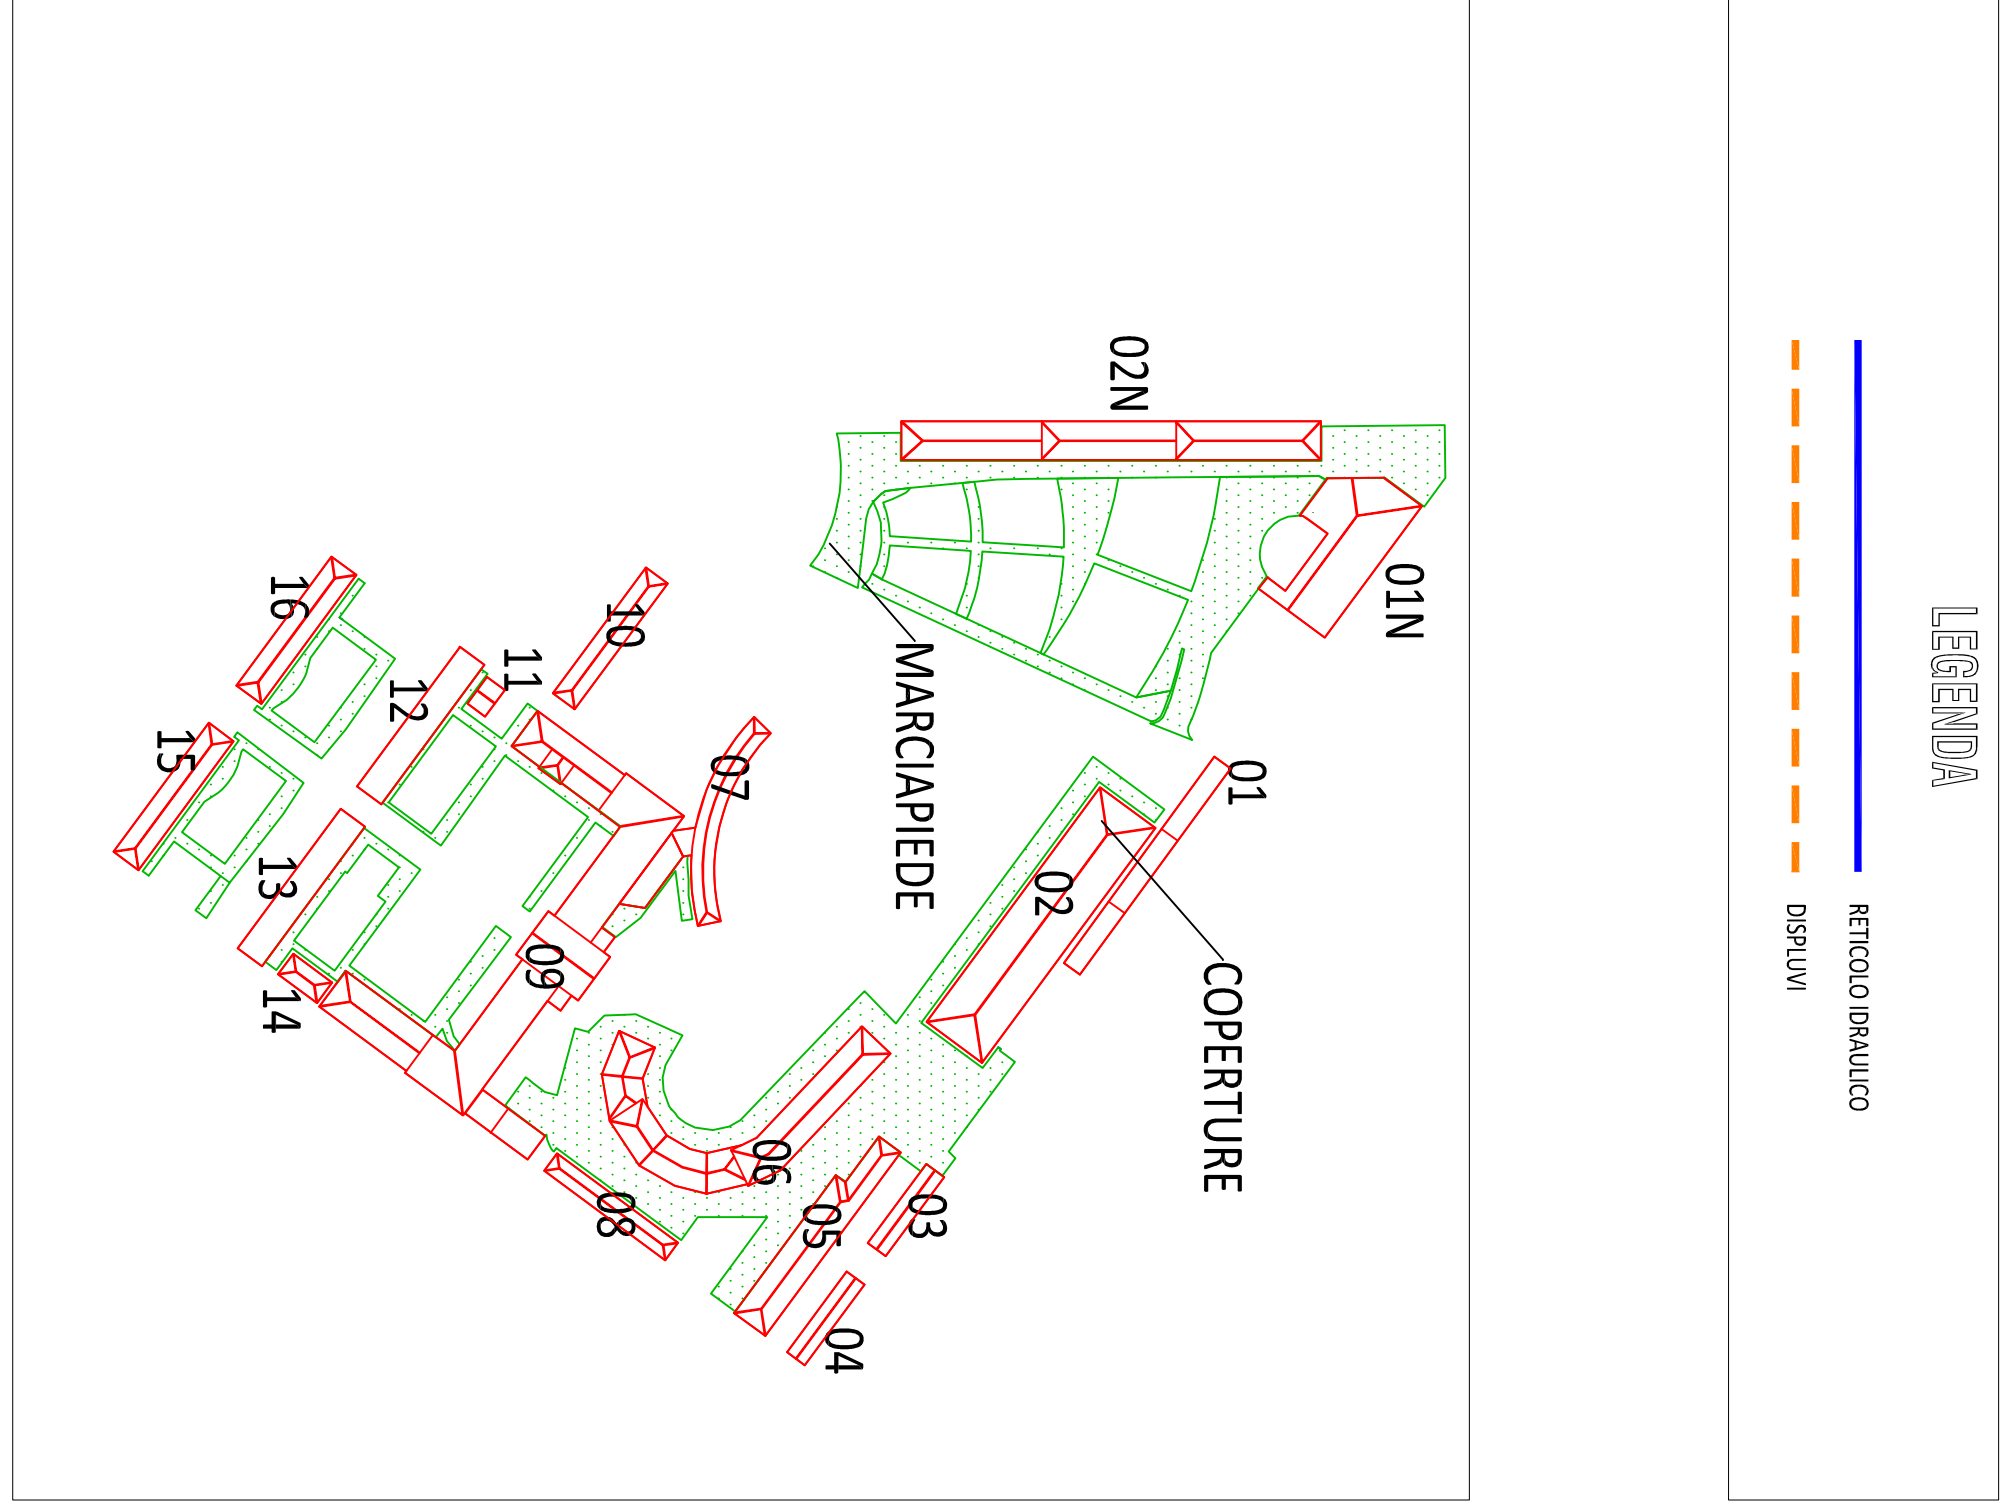 LEGENDA
RETICOLO IDRAULICO
DISPLUVI
01N
02N
01
COPERTURE
02
MARCIAPIEDE
03
04
05
06
07
08
09
10
11
12
13
14
15
16